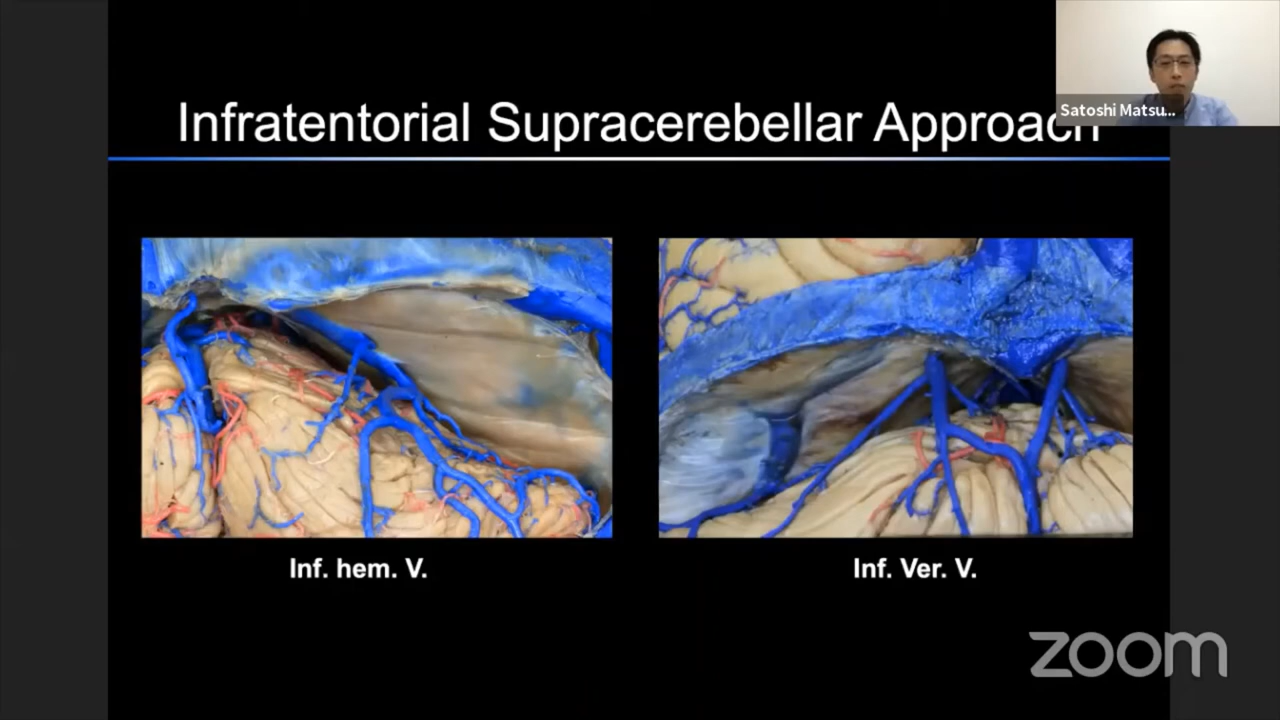 Satoshi Matsu...
Infratentorial Supracerebellar Approach
Inf. hem. V.
Inf. Ver. V.
zoom